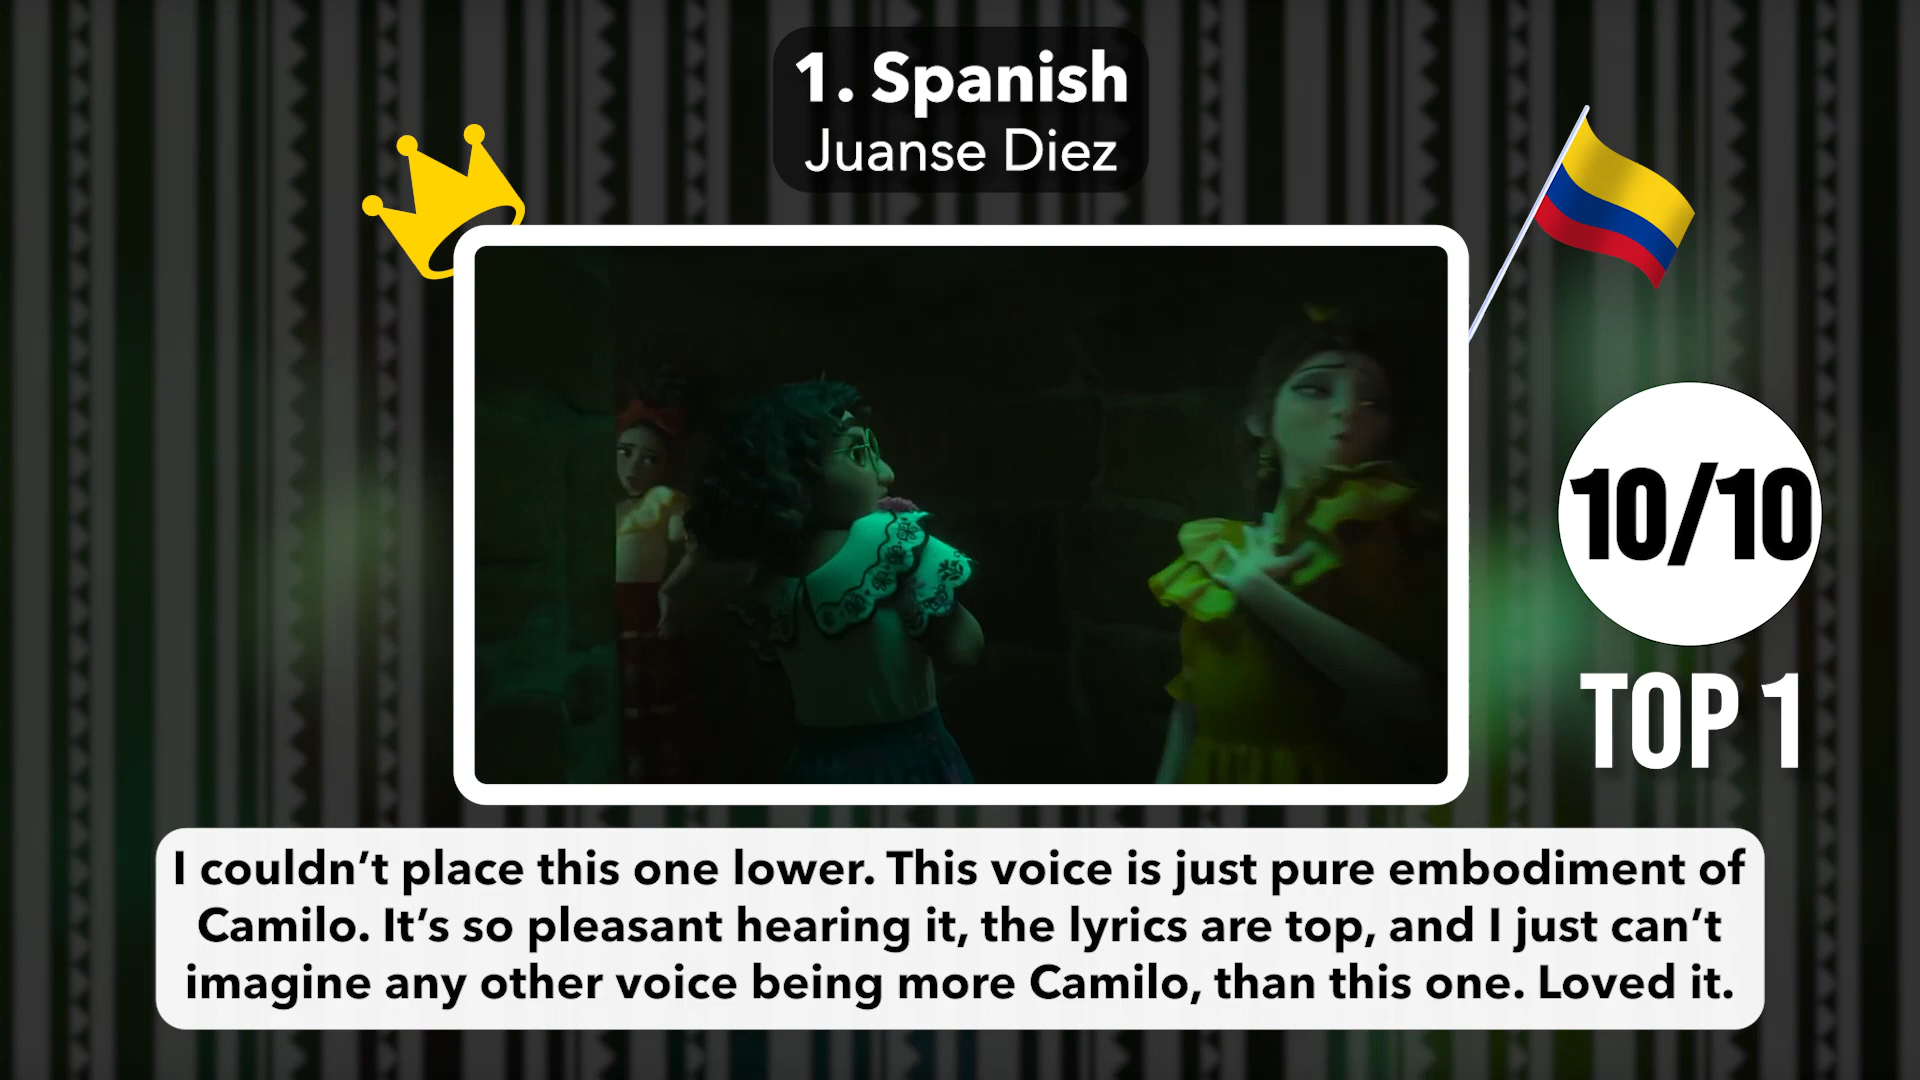 1. Spanish
Juanse Diez
10/10
TOP 1
I couldn’t place this one lower. This voice is just pure embodiment of
Camilo. It’s so pleasant hearing it, the lyrics are top, and I just can’t
imagine any other voice being more Camilo, than this one. Loved it.